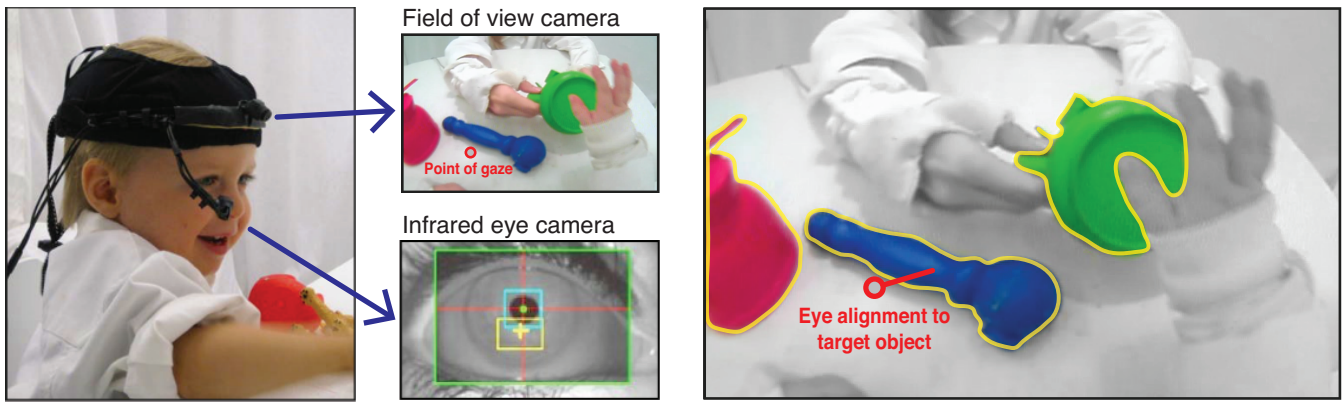 Field of view camera
Point of gaze
Infrared eye camera
Eye alignment to
target object